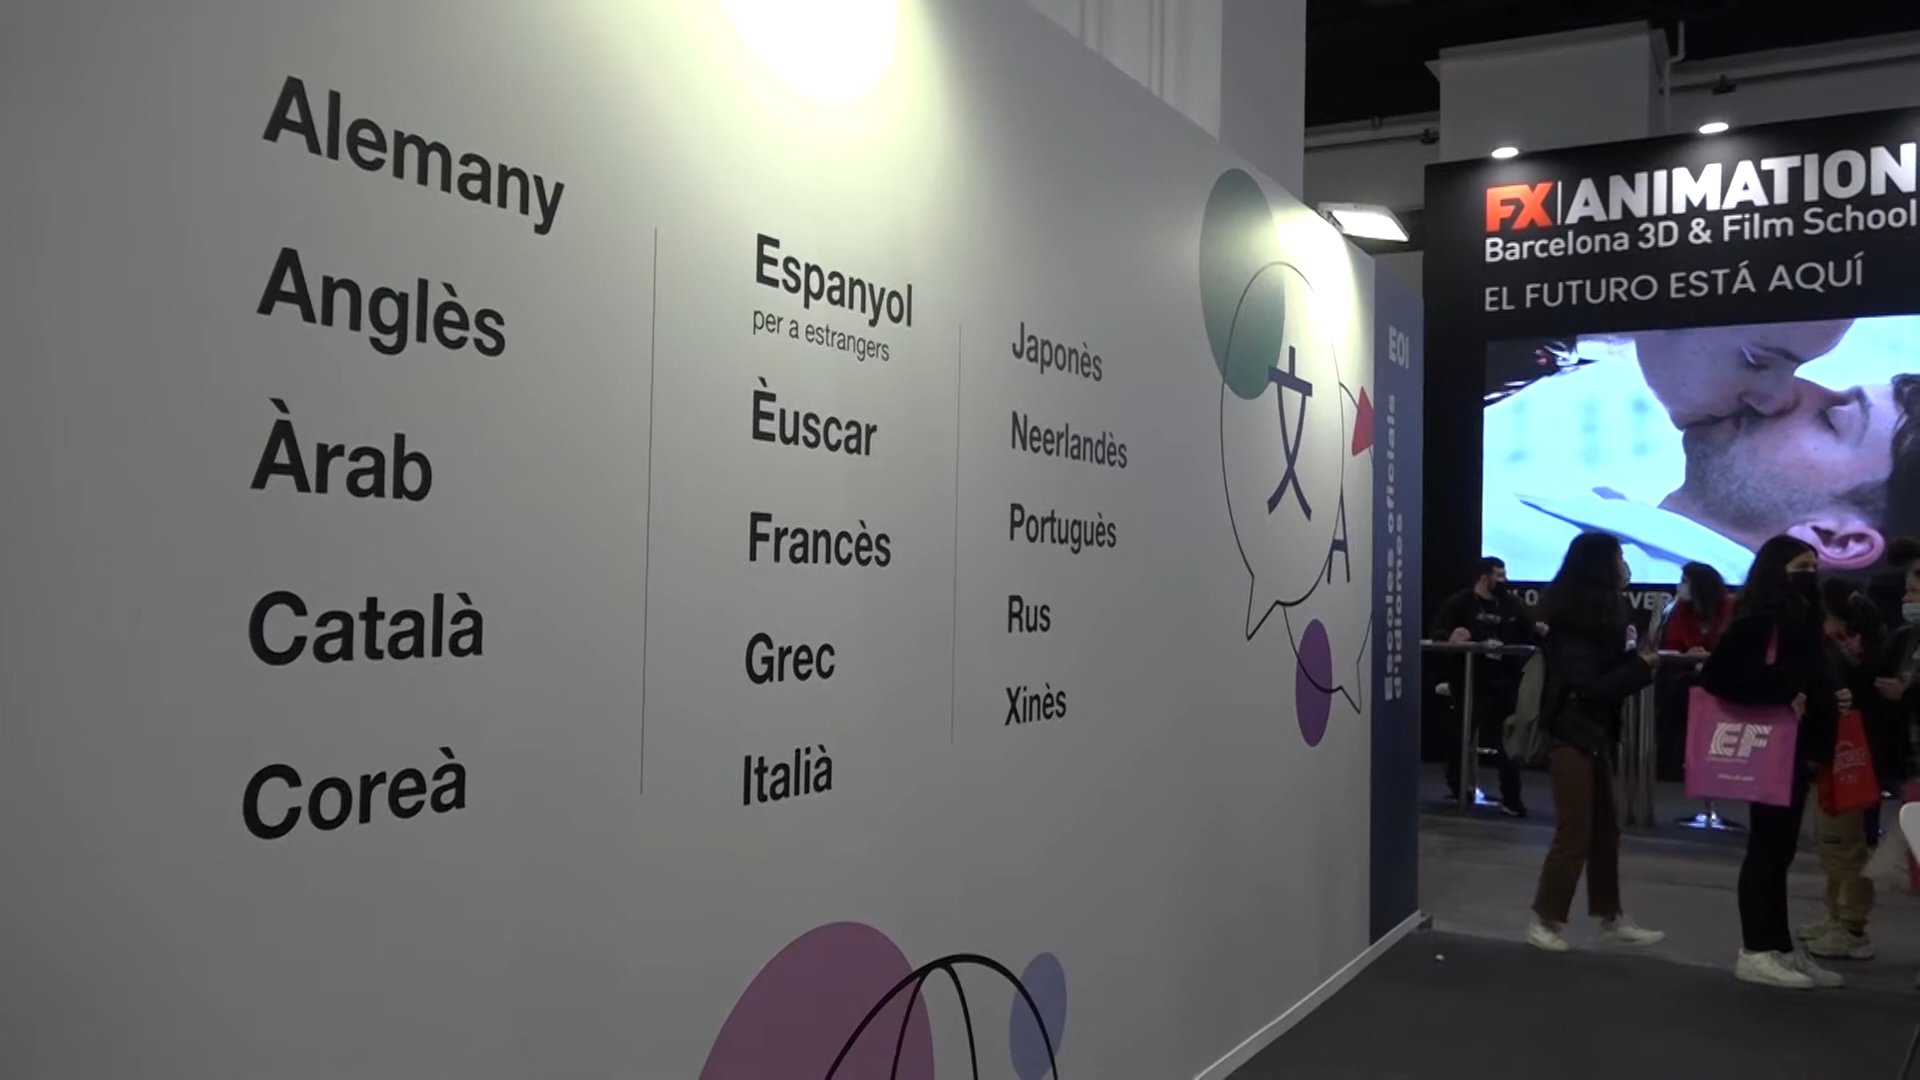 Alemany
Anglès
Àrab
Català
Coreà
Espanyol
per a estrangers
Èuscar
Francès
Grec
Italià
Japonès
Neerlandès
Portuguès
Rus
Xinès
文
A
EOI
Escoles oficials
d'idiomes
FX ANIMATION
Barcelona 3D & Film School
EL FUTURO ESTÁ AQUÍ
EF